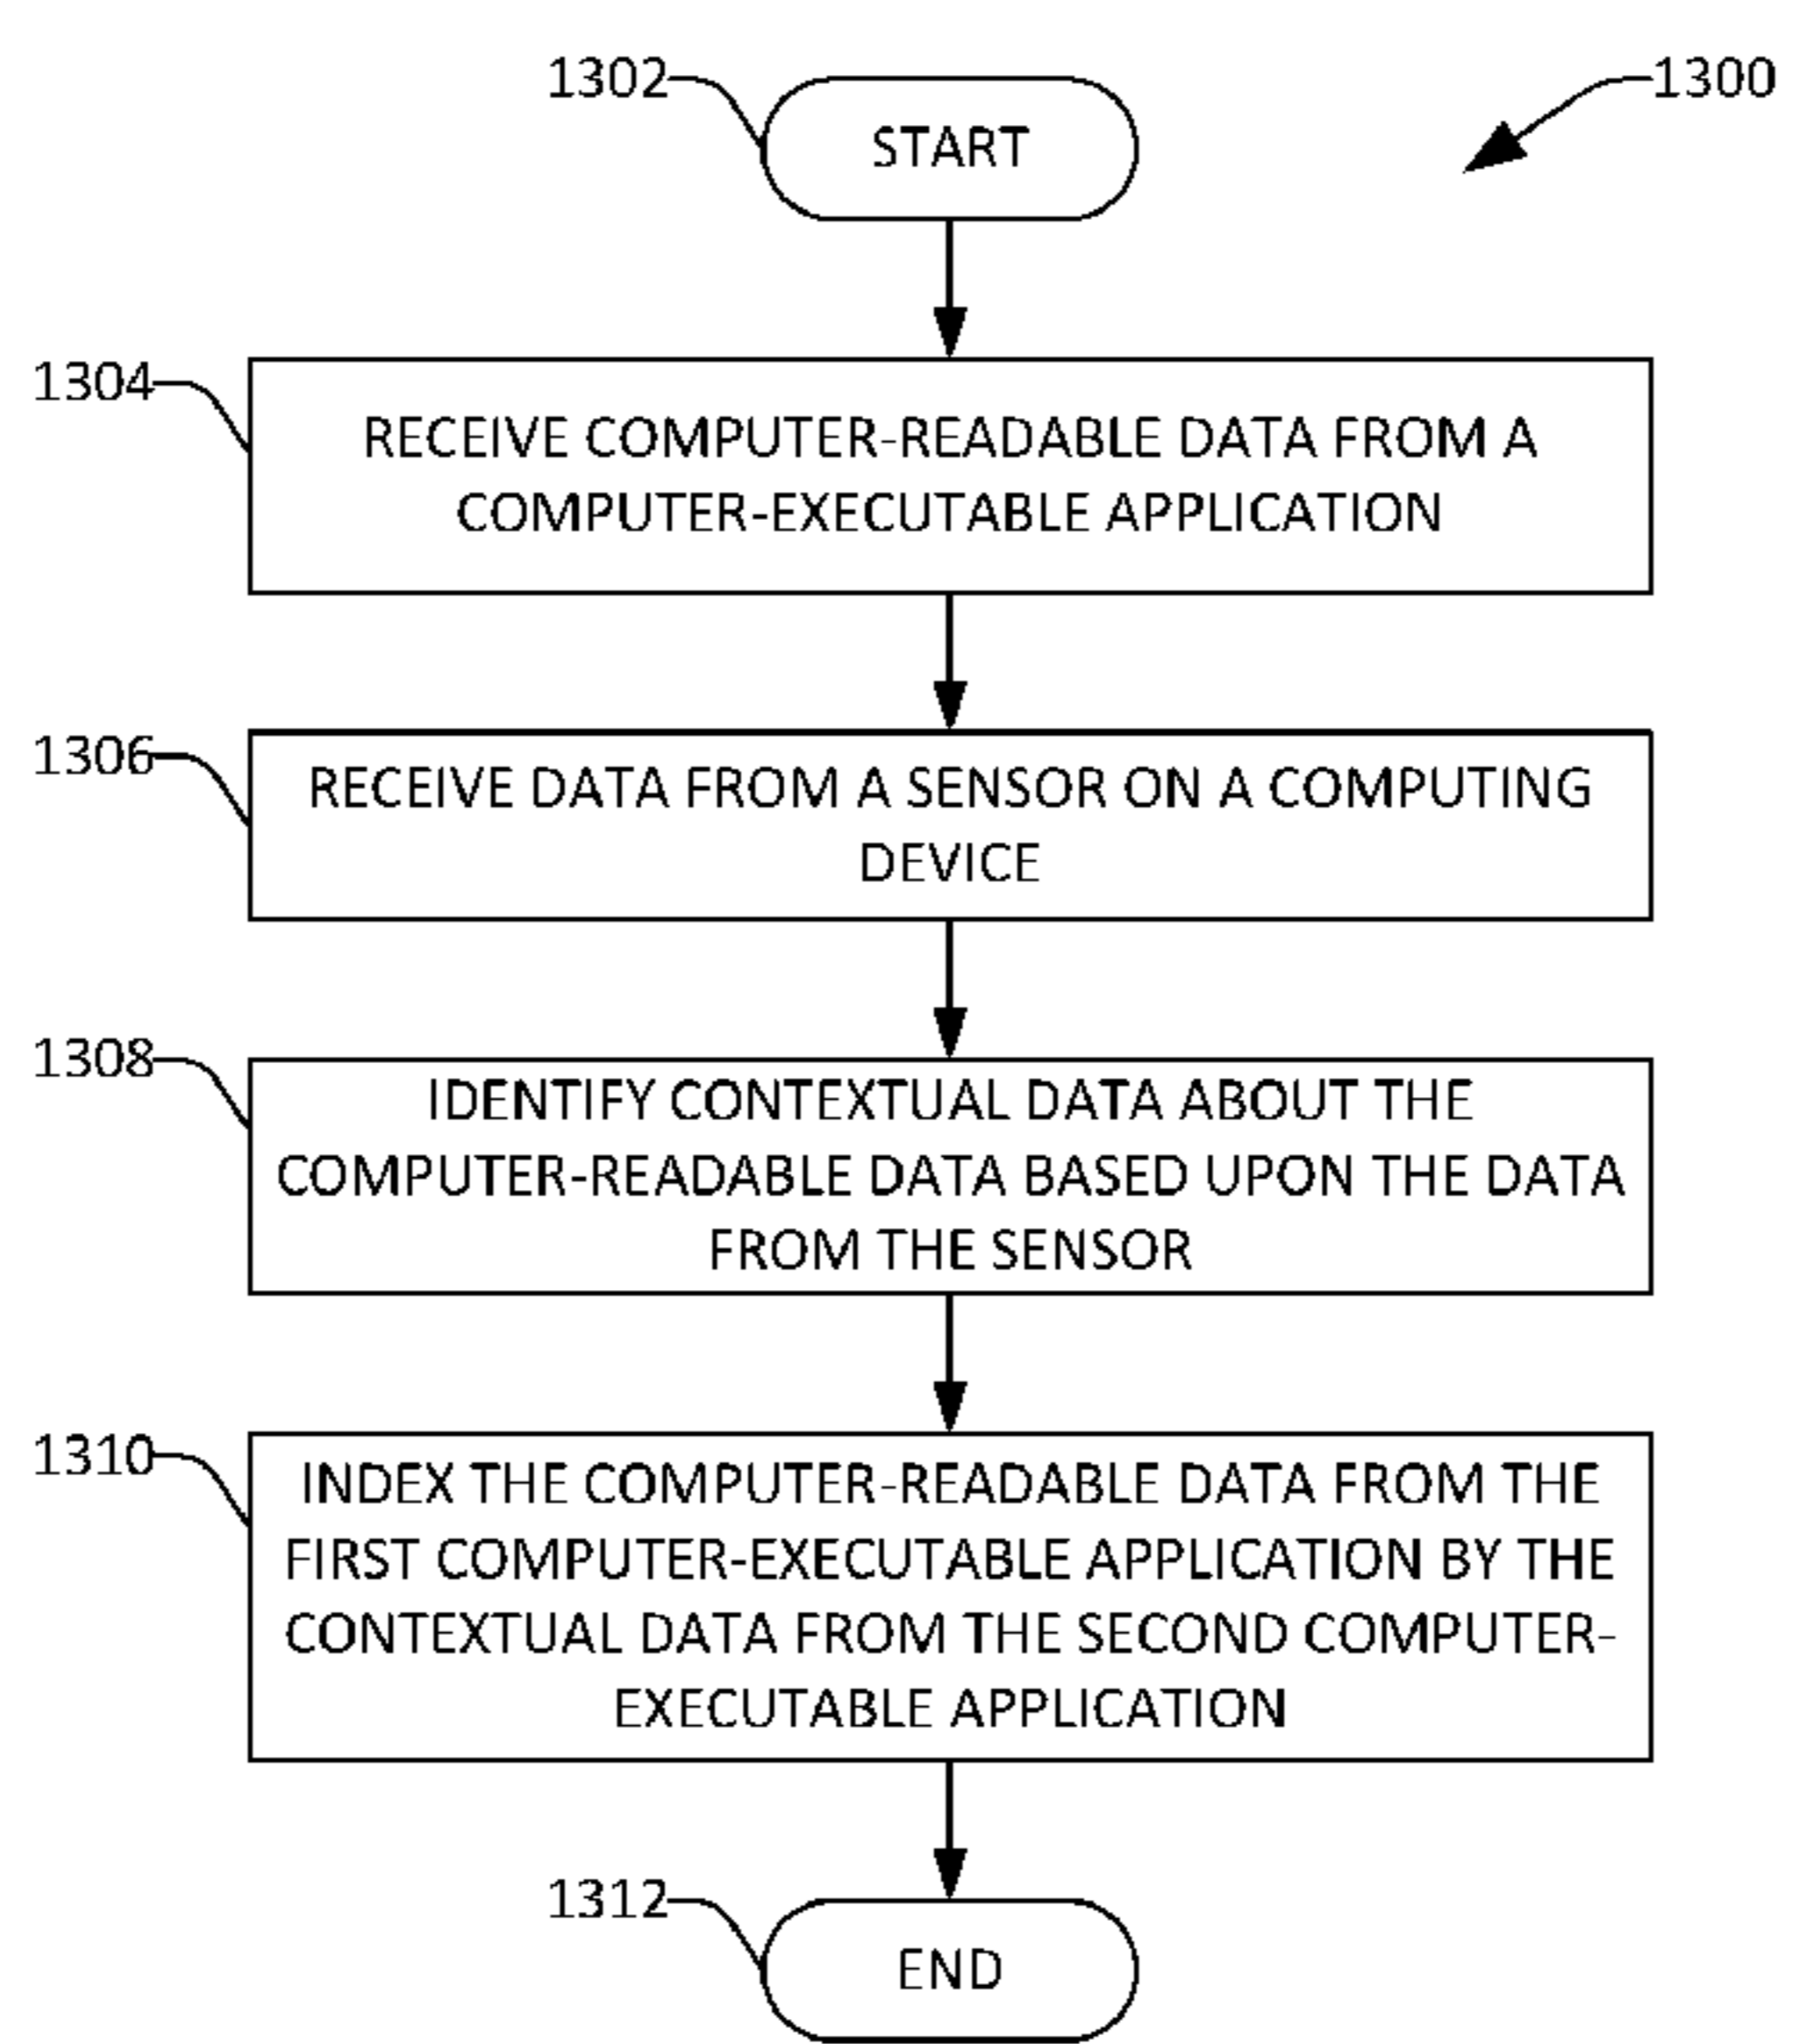 1302
START
1300
1304
RECEIVE COMPUTER-READABLE DATA FROM A
COMPUTER-EXECUTABLE APPLICATION
1306
RECEIVE DATA FROM A SENSOR ON A COMPUTING
DEVICE
1308
IDENTIFY CONTEXTUAL DATA ABOUT THE
COMPUTER-READABLE DATA BASED UPON THE DATA
FROM THE SENSOR
1310
INDEX THE COMPUTER-READABLE DATA FROM THE
FIRST COMPUTER-EXECUTABLE APPLICATION BY THE
CONTEXTUAL DATA FROM THE SECOND COMPUTER-
EXECUTABLE APPLICATION
1312
END